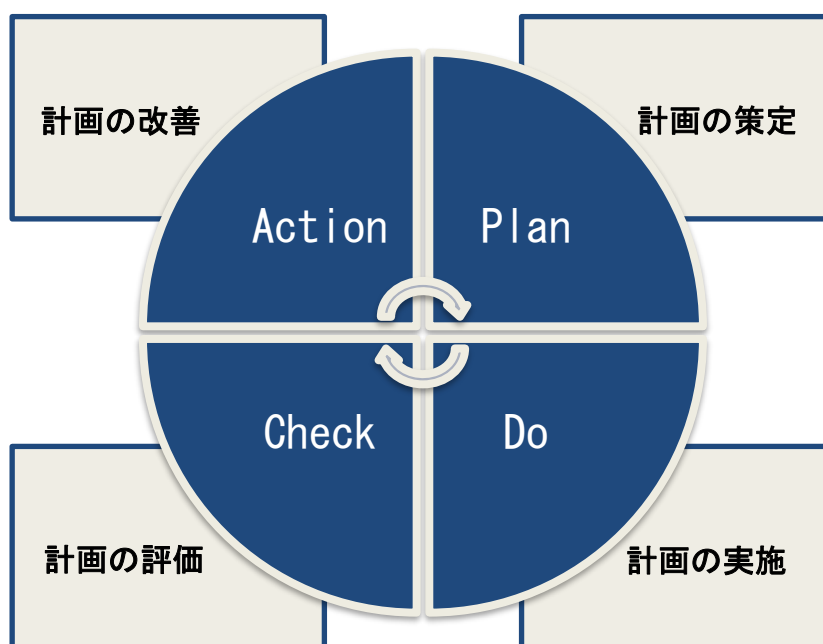 計画の改善
計画の策定
Action
Plan
Check
Do
計画の評価
計画の実施